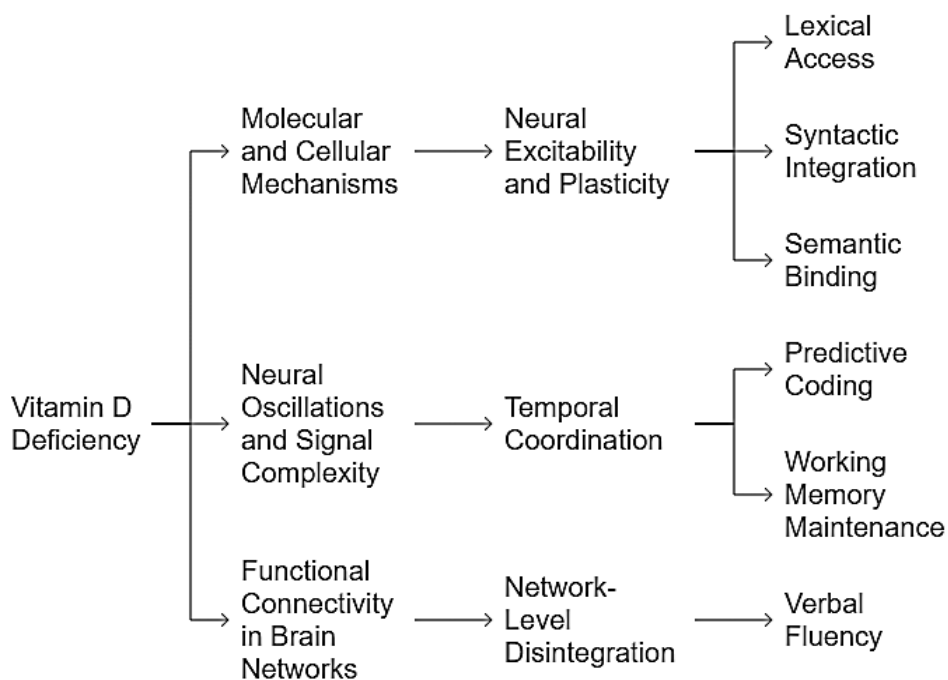 Vitamin D
Deficiency
Molecular
and Cellular
Mechanisms
Neural
Excitability
and Plasticity
Lexical
Access
Syntactic
Integration
Semantic
Binding
Neural
Oscillations
and Signal
Complexity
Temporal
Coordination
Predictive
Coding
Working
Memory
Maintenance
Functional
Connectivity
in Brain
Networks
Network-
Level
Disintegration
Verbal
Fluency